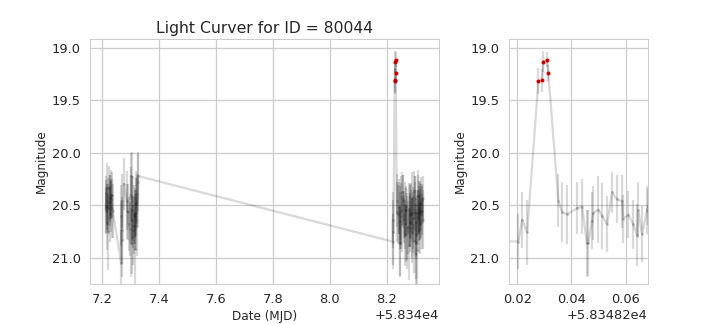 Light Curver for ID = 80044
19.0
19.5
20.0
20.5
21.0
Magnitude
7.2 7.4 7.6 7.8 8.0 8.2
Date (MJD)
+5.834e4
19.0
19.5
20.0
20.5
21.0
Magnitude
0.02 0.04 0.06
+5.83482e4